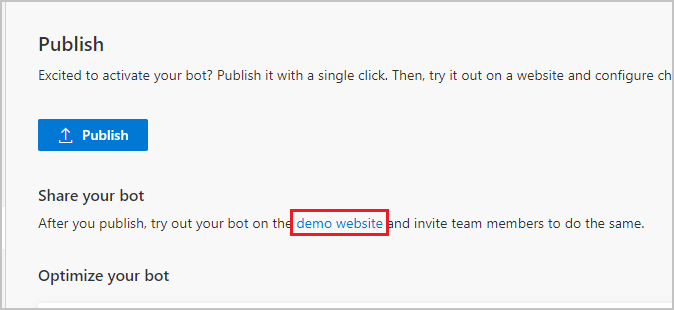 Publish
Excited to activate your bot? Publish it with a single click. Then, try it out on a website and configure ch
Publish
Share your bot
After you publish, try out your bot on the demo website and invite team members to do the same.
Optimize your bot